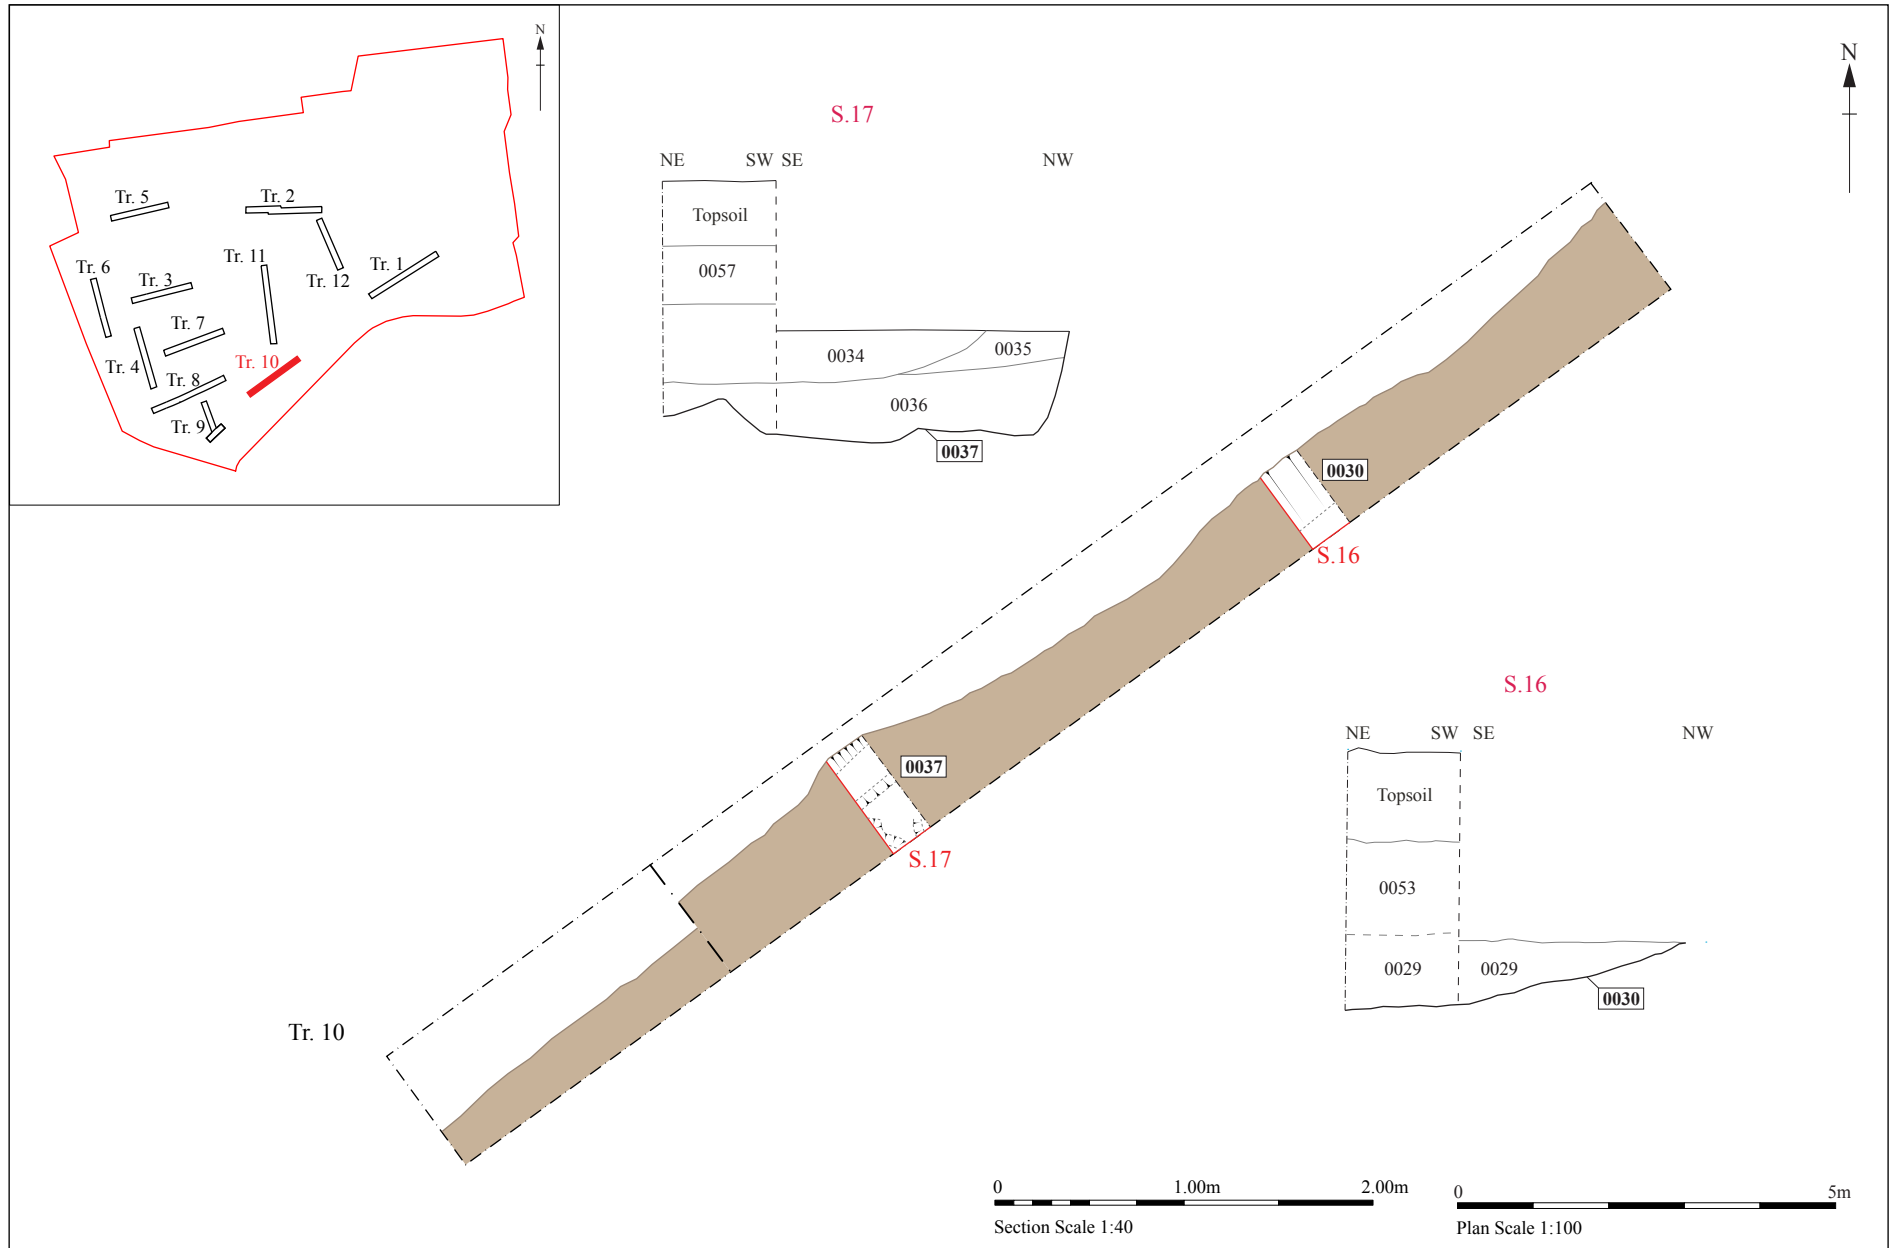 N
Tr. 5
Tr. 2
Tr. 11
Tr. 12
Tr. 1
Tr. 6
Tr. 3
Tr. 7
Tr. 4
Tr. 10
Tr. 8
Tr. 9
S.17
NE SW SE NW
Topsoil
0057
0034
0035
0036
0037
N
0030
S.16
0037
S.17
Tr. 10
S.16
NE SW SE NW
Topsoil
0053
0029 0029
0030
0 1.00m 2.00m
Section Scale 1:40
0 5m
Plan Scale 1:100